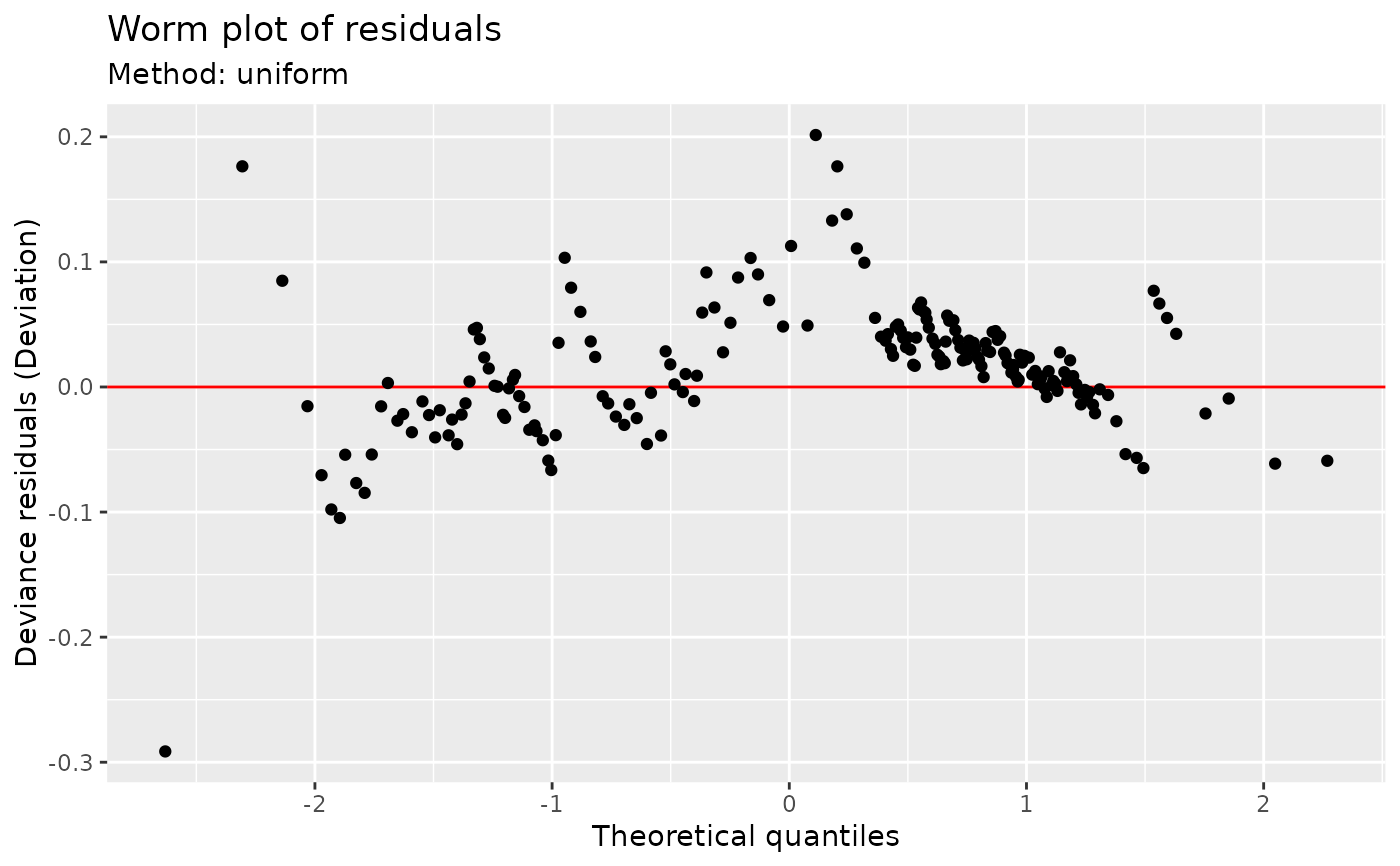 Worm plot of residuals
Method: uniform
Deviance residuals (Deviation)
0.2
0.1
0.0
-0.1
-0.2
-0.3
-2
-1
0
1
2
Theoretical quantiles